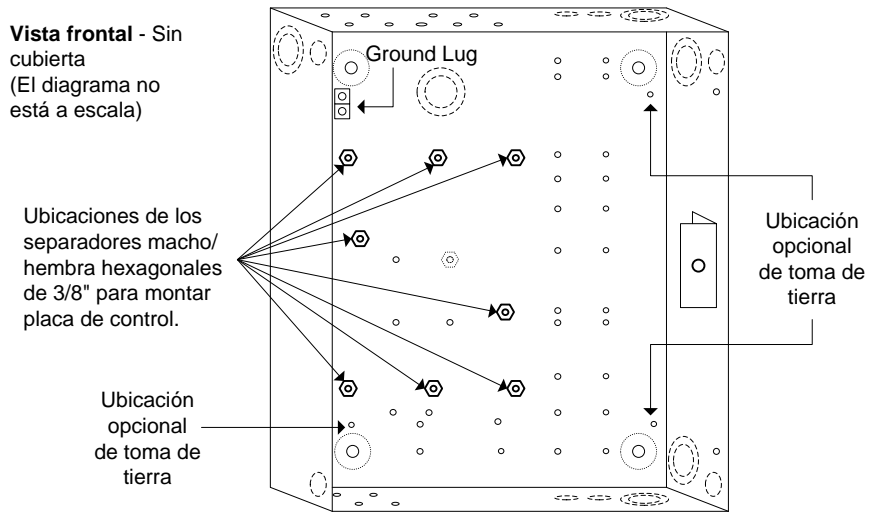 Vista frontal - Sin
cubierta
(El diagrama no
está a escala)
Ground Lug
Ubicaciones de los
separadores macho/
hembra hexagonales
de 3/8" para montar
placa de control.
Ubicación
opcional
de toma de
tierra
Ubicación
opcional
de toma de
tierra